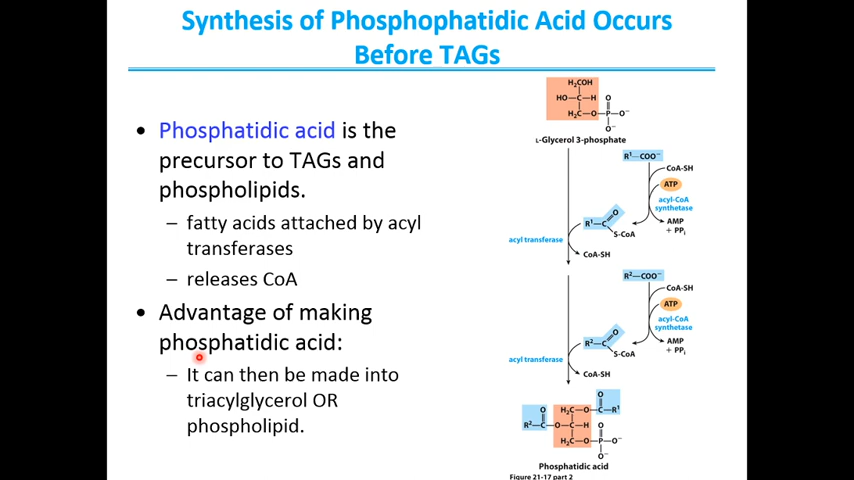 Synthesis of Phosphophatidic Acid Occurs
Before TAGs
• Phosphatidic acid is the
precursor to TAGs and
phospholipids.
– fatty acids attached by acyl
transferases
– releases CoA
• Advantage of making
phosphatidic acid:
– It can then be made into
triacylglycerol OR
phospholipid.
H₂COH
HO—C—H O
H₂C—O—P—O⁻
O⁻
L-Glycerol 3-phosphate
R¹—COO⁻
CoA-SH
ATP
acyl-CoA
synthetase
AMP
+ PPᵢ
O
R¹—C
S-CoA
acyl transferase
CoA-SH
R²—COO⁻
CoA-SH
ATP
acyl-CoA
synthetase
AMP
+ PPᵢ
O
R²—C
S-CoA
acyl transferase
CoA-SH
O
O H₂C—O—C—R¹
R²—C—O—C—H O
H₂C—O—P—O⁻
O⁻
Phosphatidic acid
Figure 21-17 part 2